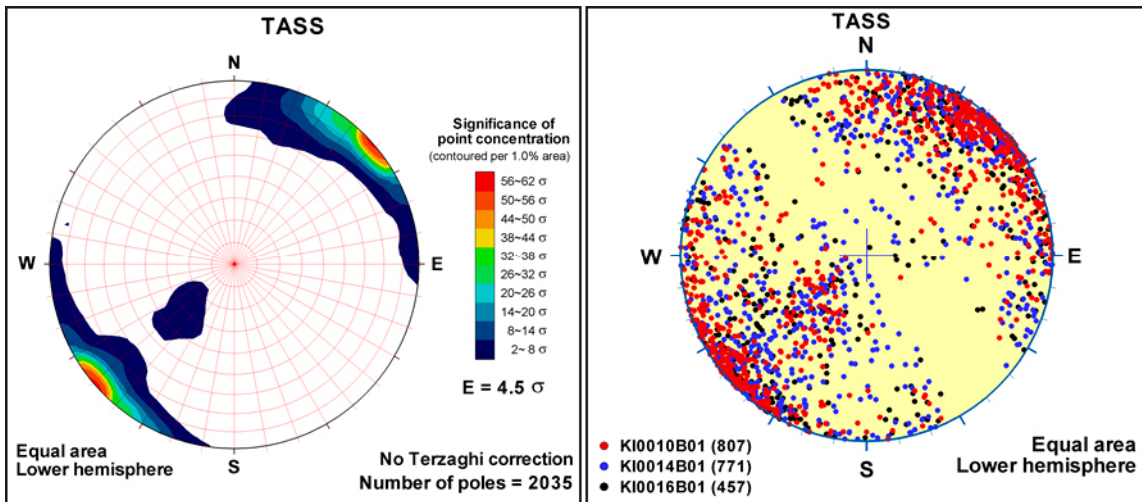 TASS
N
W
E
S
Significance of
point concentration
(contoured per 1.0% area)
56~62 σ
50~56 σ
44~50 σ
38~44 σ
32~38 σ
26~32 σ
20~26 σ
14~20 σ
8~14 σ
2~ 8 σ
E = 4.5 σ
Equal area
Lower hemisphere
No Terzaghi correction
Number of poles = 2035
TASS
N
W
E
S
KI0010B01 (807)
KI0014B01 (771)
KI0016B01 (457)
Equal area
Lower hemisphere